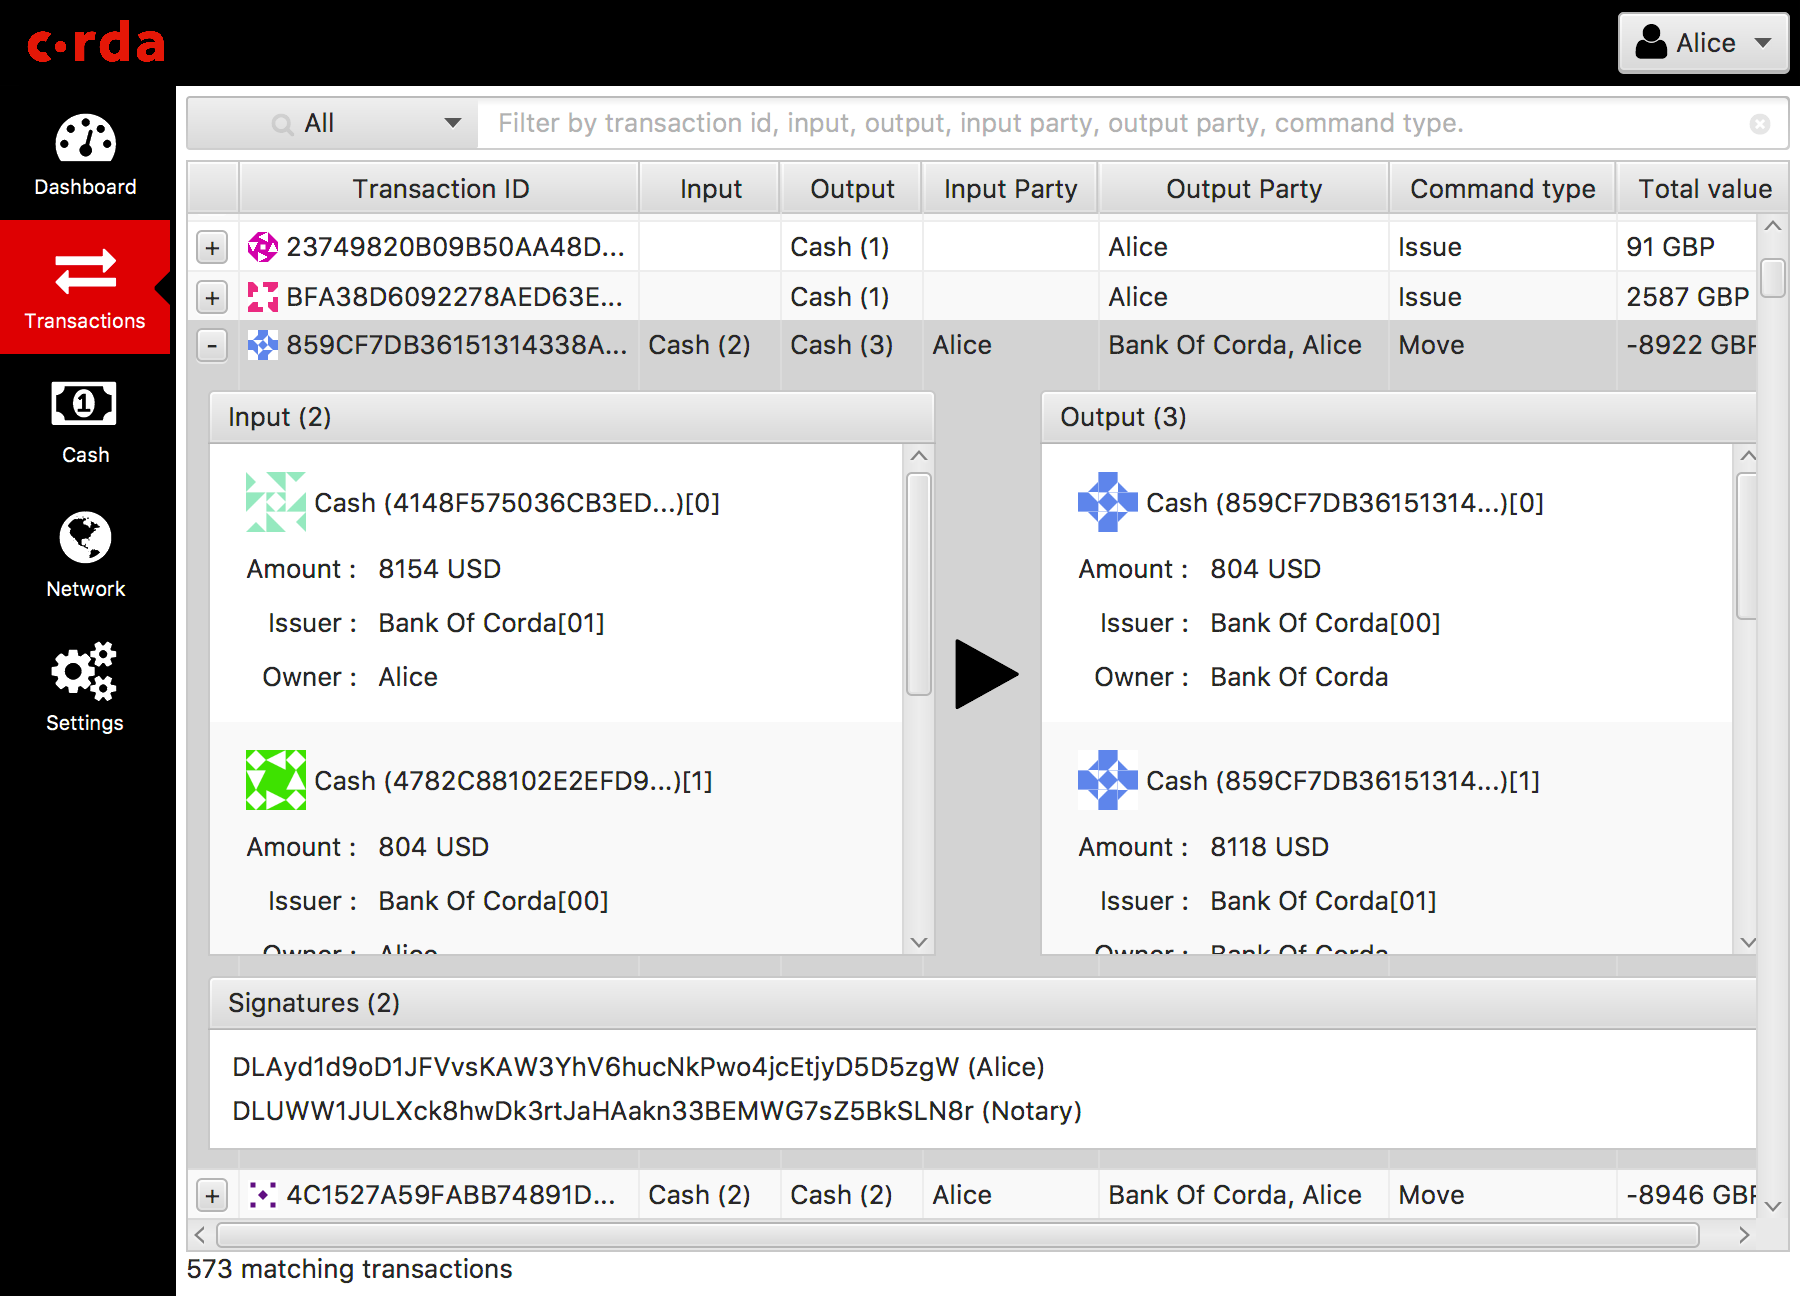 corda
Alice
Dashboard
Transactions
Cash
Network
Settings
All
Filter by transaction id, input, output, input party, output party, command type.
Transaction ID Input Output Input Party Output Party Command type Total value
+ 23749820B09B50AA48D... Cash (1) Alice Issue 91 GBP
+ BFA38D6092278AED63E... Cash (1) Alice Issue 2587 GBP
- 859CF7DB36151314338A... Cash (2) Cash (3) Alice Bank Of Corda, Alice Move -8922 GBP
Input (2)
Cash (4148F575036CB3ED...)[0]
Amount : 8154 USD
Issuer : Bank Of Corda[01]
Owner : Alice
Cash (4782C88102E2EFD9...)[1]
Amount : 804 USD
Issuer : Bank Of Corda[00]
Owner : Alice
Output (3)
Cash (859CF7DB36151314...)[0]
Amount : 804 USD
Issuer : Bank Of Corda[00]
Owner : Bank Of Corda
Cash (859CF7DB36151314...)[1]
Amount : 8118 USD
Issuer : Bank Of Corda[01]
Owner : Bank Of Corda
Signatures (2)
DLAyd1d9oD1JFVvsKAW3YhV6hucNkPwo4jcEtjyD5D5zgW (Alice)
DLUWW1JULXck8hwDk3rtJaHAakn33BEMWG7sZ5BkSLN8r (Notary)
+ 4C1527A59FABB74891D... Cash (2) Cash (2) Alice Bank Of Corda, Alice Move -8946 GBP
573 matching transactions